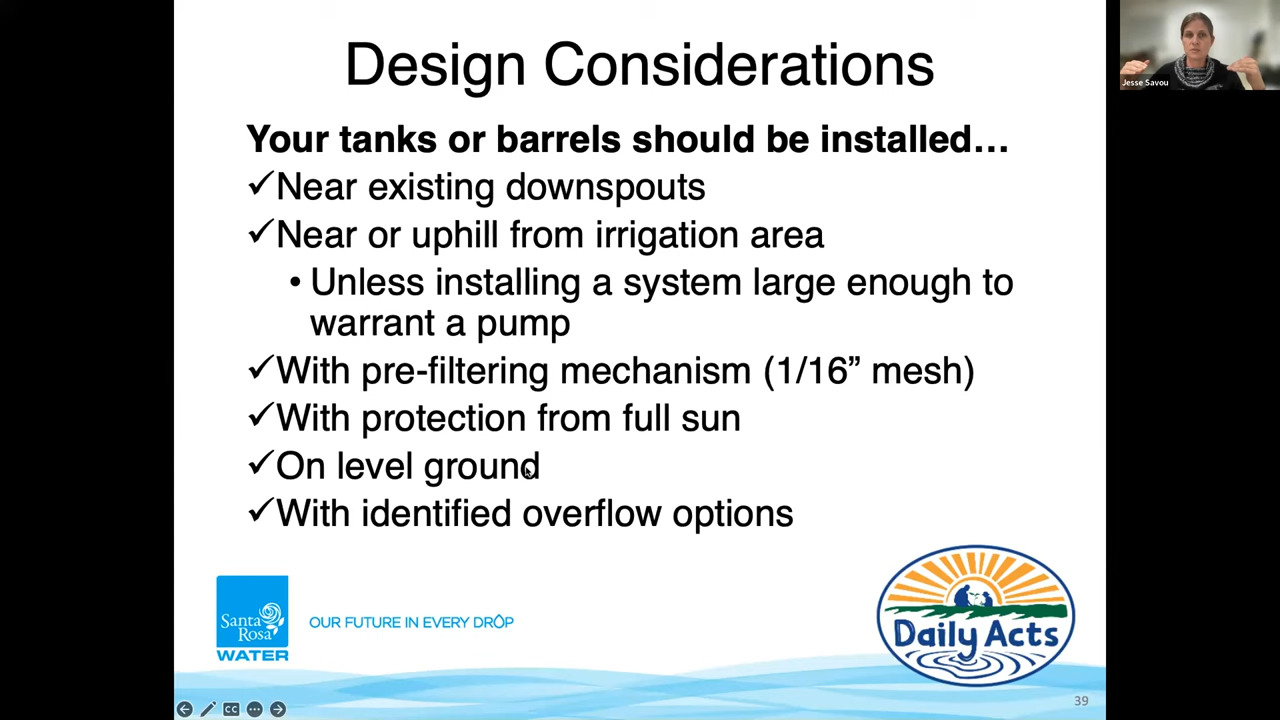 Design Considerations
Jesse Savou
Your tanks or barrels should be installed…
✓Near existing downspouts
✓Near or uphill from irrigation area
•Unless installing a system large enough to
warrant a pump
✓With pre-filtering mechanism (1/16” mesh)
✓With protection from full sun
✓On level ground
✓With identified overflow options
Santa
Rosa
WATER
OUR FUTURE IN EVERY DROP
Daily Acts
39
CC